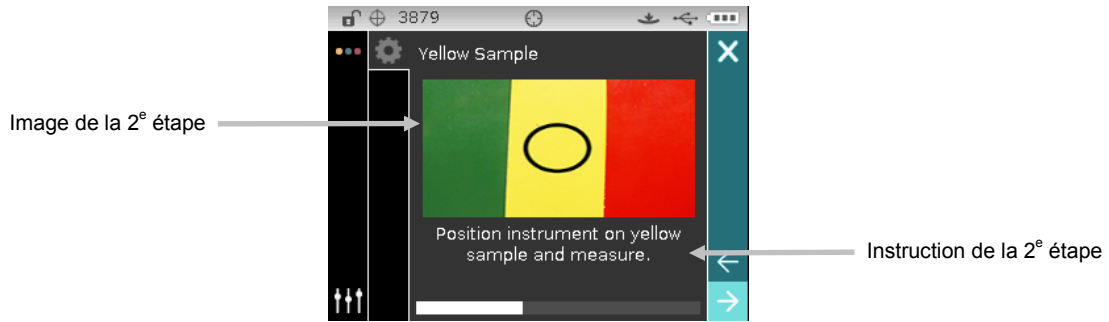 3879
Yellow Sample
Image de la 2e étape
Position instrument on yellow
sample and measure.
Instruction de la 2e étape